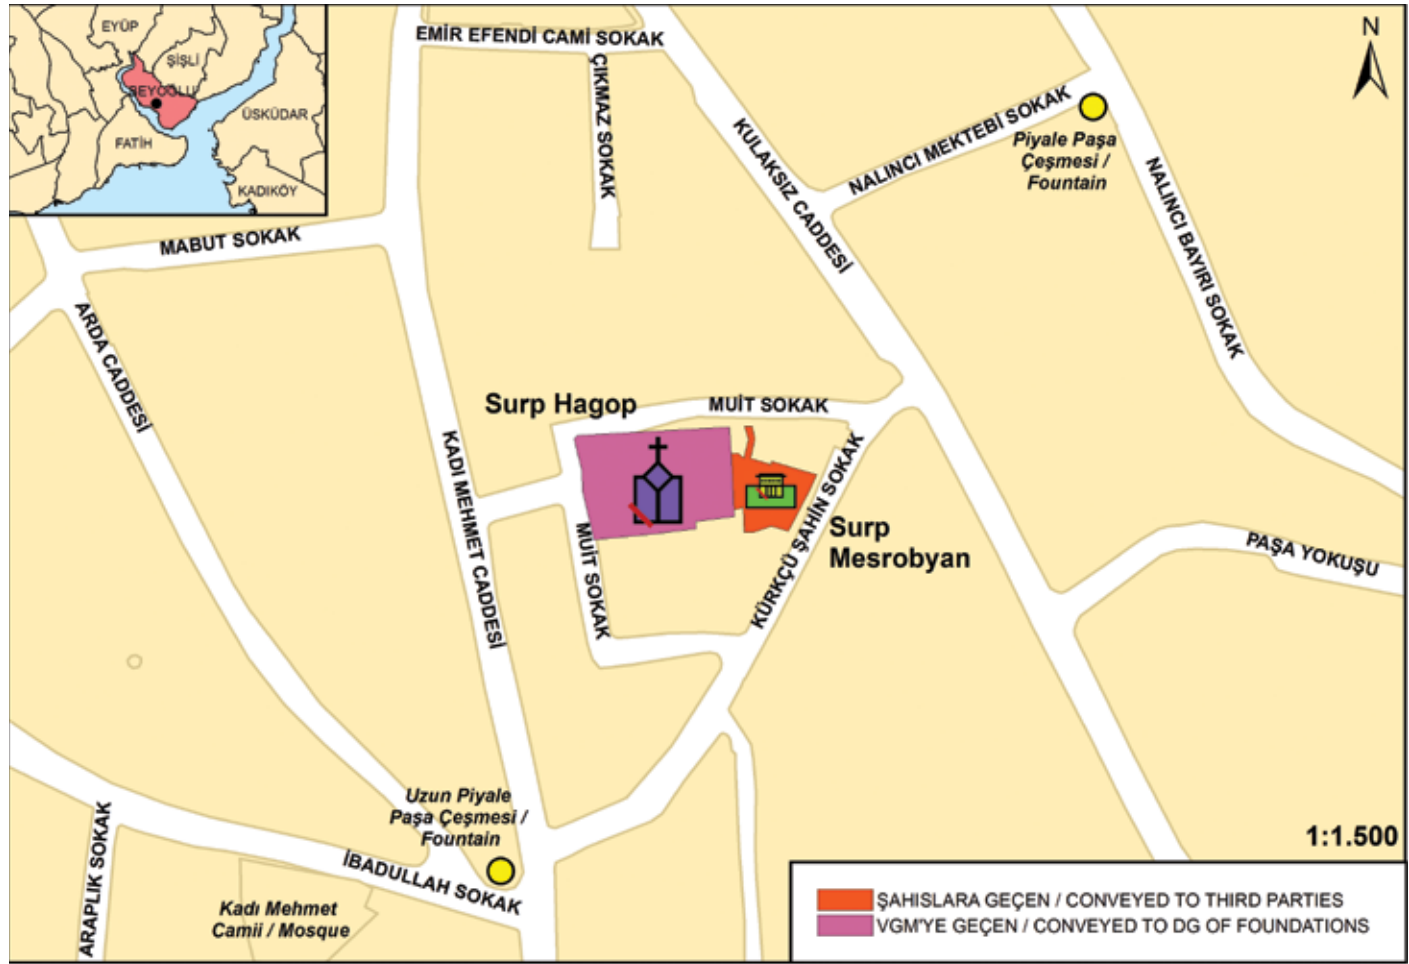 EYÜP
ŞİŞLİ
BEYOĞLU
ÜSKÜDAR
FATİH
KADIKÖY
EMİR EFENDİ CAMİ SOKAK
ÇIKMAZ SOKAK
KULAKSIZ CADDESİ
NALINCI MEKTEBİ SOKAK
N
Piyale Paşa
Çeşmesi /
Fountain
NALINCI BAYIRI SOKAK
MABUT SOKAK
ARDA CADDESİ
KADI MEHMET CADDESİ
Surp Hagop
MUİT SOKAK
KÜRKÇÜ ŞAHİN SOKAK
MUİT SOKAK
Surp
Mesrobyan
PAŞA YOKUŞU
Uzun Piyale
Paşa Çeşmesi /
Fountain
İBADULLAH SOKAK
ARAPLIK SOKAK
Kadı Mehmet
Camii / Mosque
1:1.500
ŞAHISLARA GEÇEN / CONVEYED TO THIRD PARTIES
VGM'YE GEÇEN / CONVEYED TO DG OF FOUNDATIONS